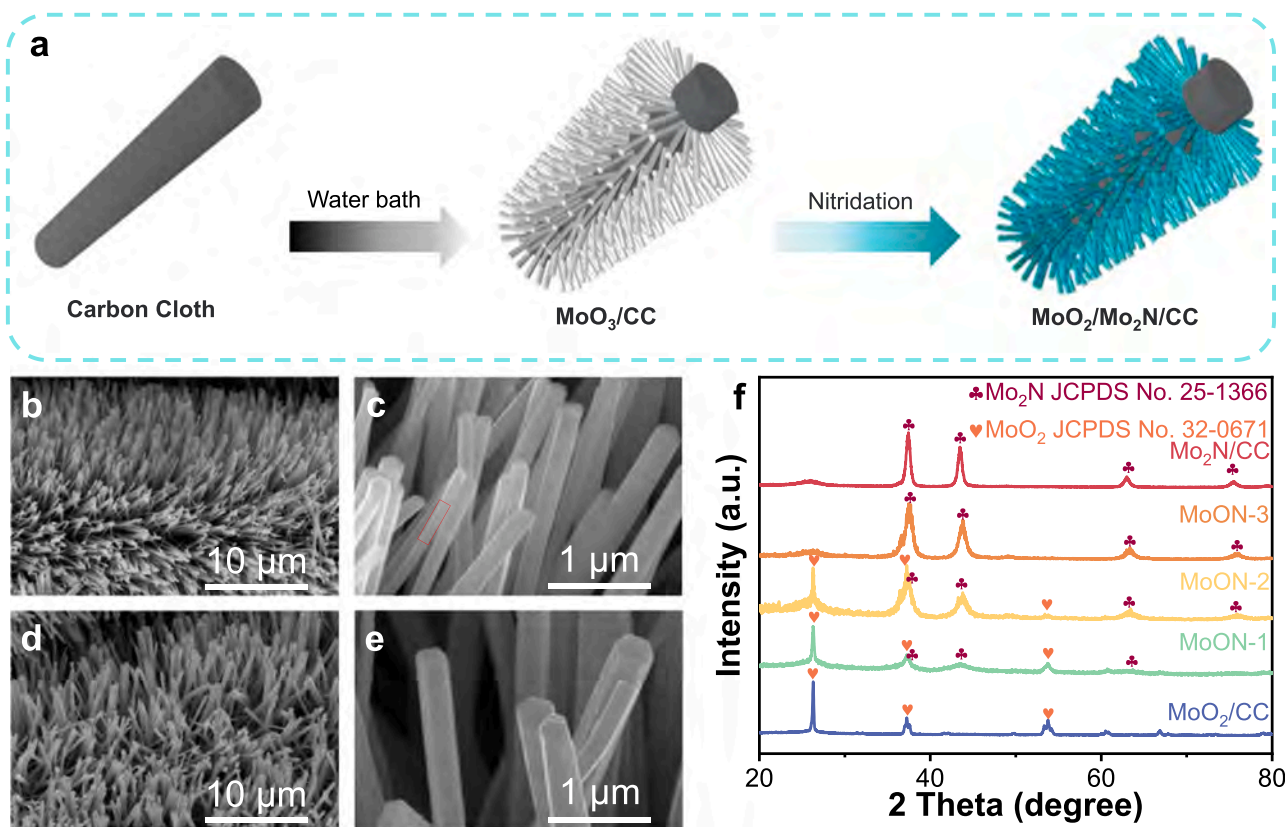 a
Water bath
Nitridation
Carbon Cloth
MoO₃/CC
MoO₂/Mo₂N/CC
b
10 μm
c
1 μm
d
10 μm
e
1 μm
f
♣Mo₂N JCPDS No. 25-1366
♥MoO₂ JCPDS No. 32-0671
Mo₂N/CC
MoON-3
MoON-2
MoON-1
MoO₂/CC
Intensity (a.u.)
20 40 60 80
2 Theta (degree)